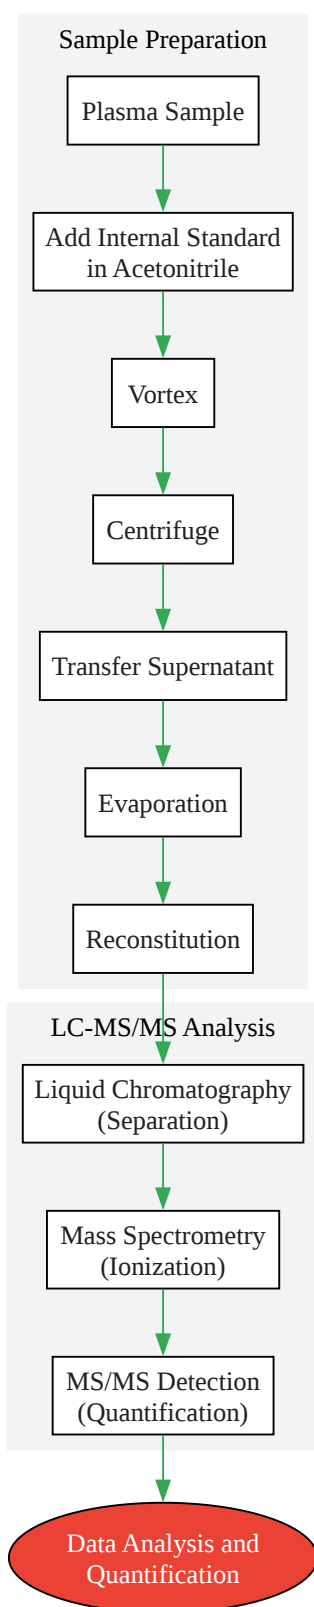 Sample Preparation
Plasma Sample
Add Internal Standard
in Acetonitrile
Vortex
Centrifuge
Transfer Supernatant
Evaporation
Reconstitution
LC-MS/MS Analysis
Liquid Chromatography
(Separation)
Mass Spectrometry
(Ionization)
MS/MS Detection
(Quantification)
Data Analysis and
Quantification